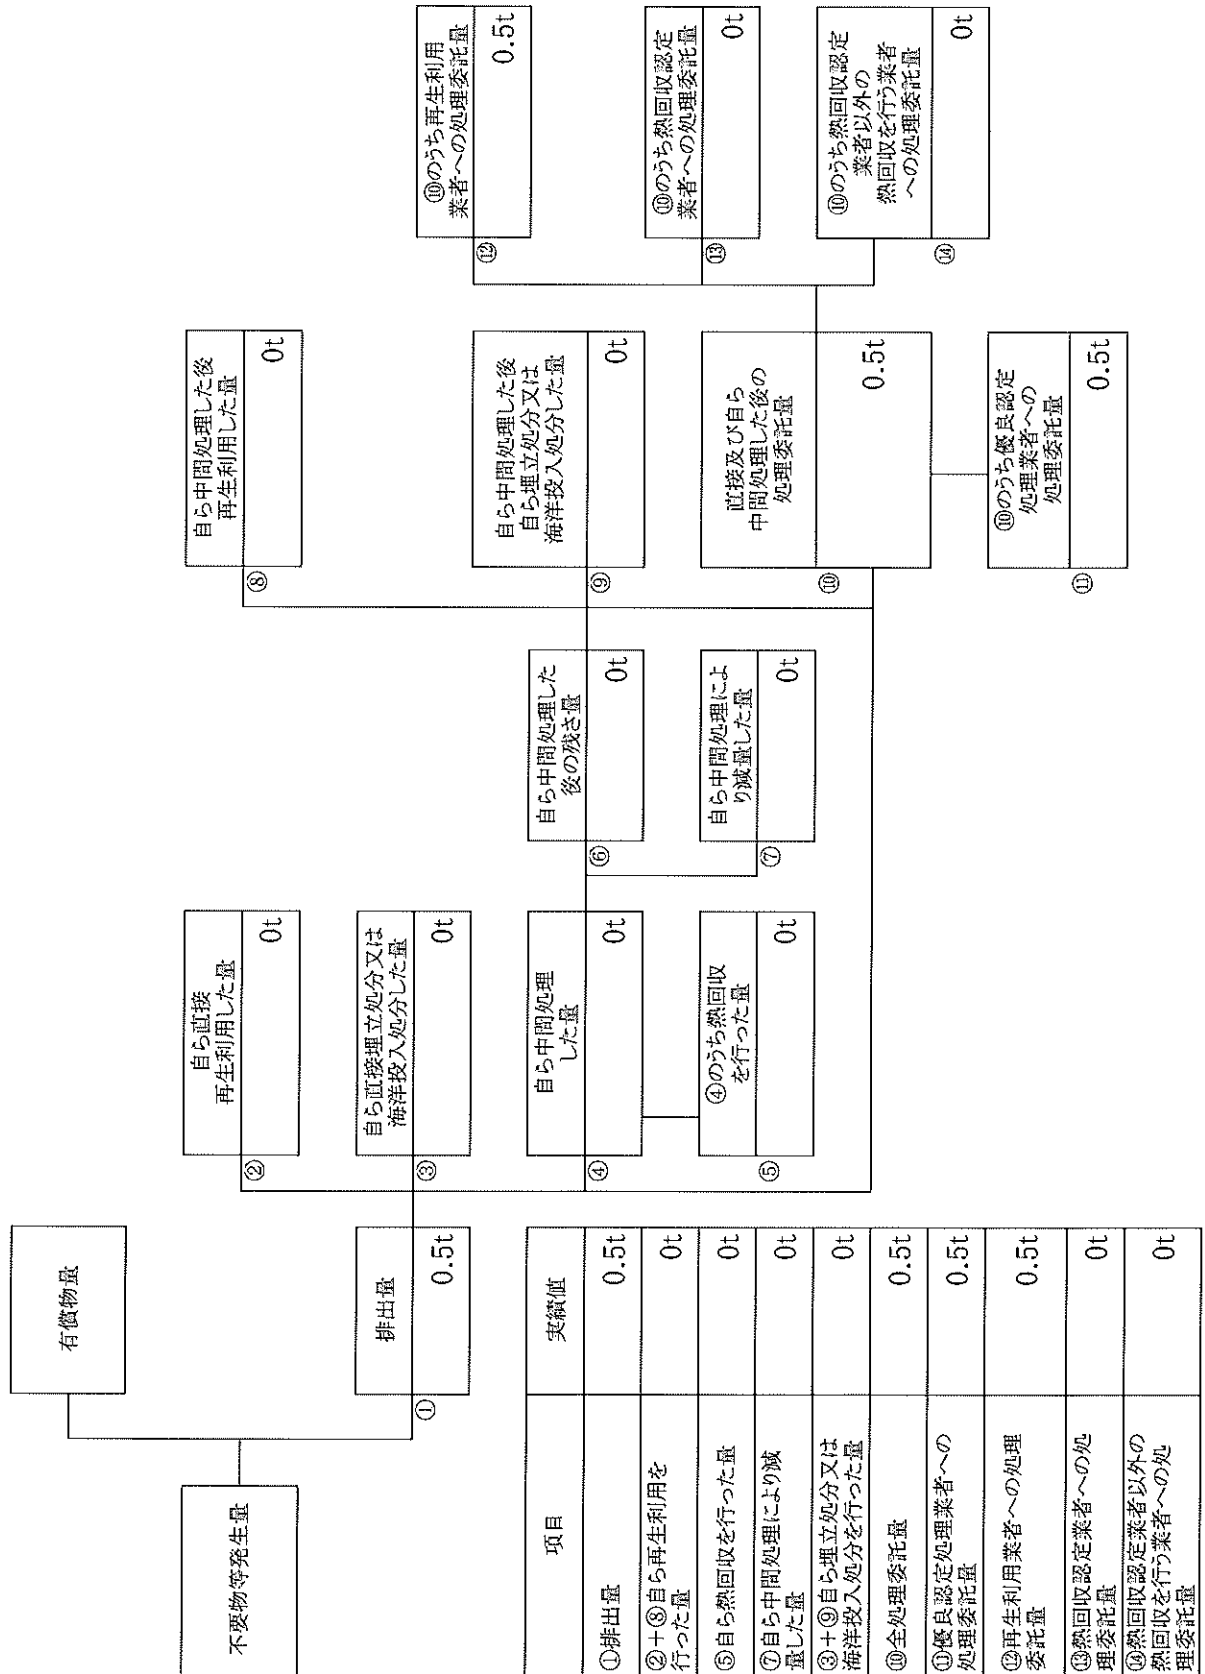 不要物等発生量
有償物量
①
排出量
0.5t
②
自ら直接
再生利用した量
0t
③
自ら直接埋立処分又は
海洋投入処分した量
0t
④
自ら中間処理
した量
0t
⑤
④のうち熱回収
を行った量
0t
⑥
自ら中間処理した
後の残さ量
0t
⑦
自ら中間処理によ
り減量した量
0t
⑧
自ら中間処理した後
再生利用した量
0t
⑨
自ら中間処理した後
自ら埋立処分又は
海洋投入処分した量
0t
⑩
直接及び自ら
中間処理した後の
処理委託量
0.5t
⑪
⑩のうち優良認定
処理業者への
処理委託量
0.5t
⑫
⑩のうち再生利用
業者への処理委託量
0.5t
⑬
⑩のうち熱回収認定
業者への処理委託量
0t
⑭
⑩のうち熱回収認定
業者以外の
熱回収を行う業者
への処理委託量
0t
項目 実績値
①排出量 0.5t
②+⑧自ら再生利用を
行った量 0t
⑤自ら熱回収を行った量 0t
⑦自ら中間処理により減
量した量 0t
③+⑨自ら埋立処分又は
海洋投入処分を行った量 0t
⑩全処理委託量 0.5t
⑪優良認定処理業者への
処理委託量 0.5t
⑫再生利用業者への処理
委託量 0.5t
⑬熱回収認定業者への処
理委託量 0t
⑭熱回収認定業者以外の
熱回収を行う業者への処
理委託量 0t